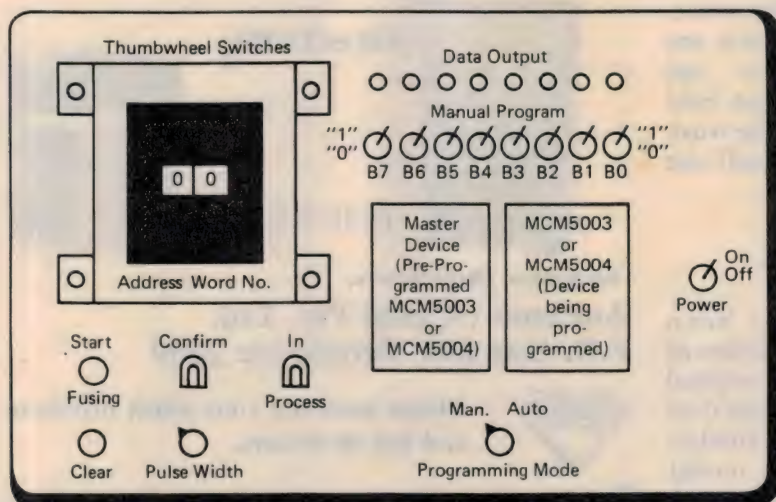 Thumbwheel Switches
0 0
Address Word No.
Data Output
Manual Program
"1" "1"
"0" "0"
B7 B6 B5 B4 B3 B2 B1 B0
Master
Device
(Pre-Pro-
grammed
MCM5003
or
MCM5004)
MCM5003
or
MCM5004
(Device
being
pro-
grammed)
On
Off
Power
Start
Fusing
Confirm
In
Process
Clear
Pulse Width
Man. Auto
Programming Mode